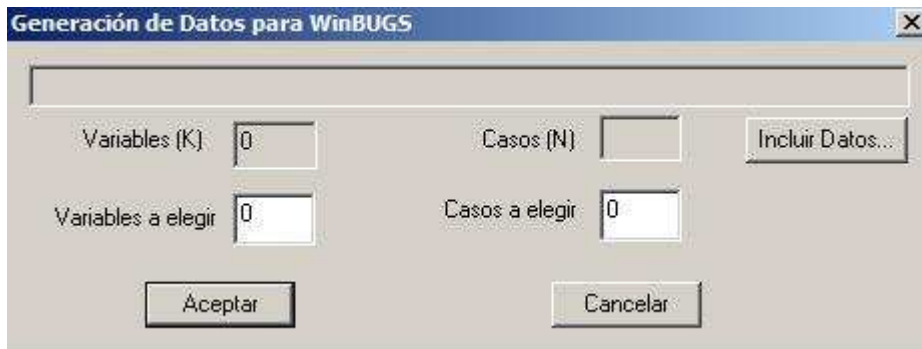 Generación de Datos para WinBUGS
Variables (K) 0 Casos (N) Incluir Datos...
Variables a elegir 0 Casos a elegir 0
Aceptar Cancelar